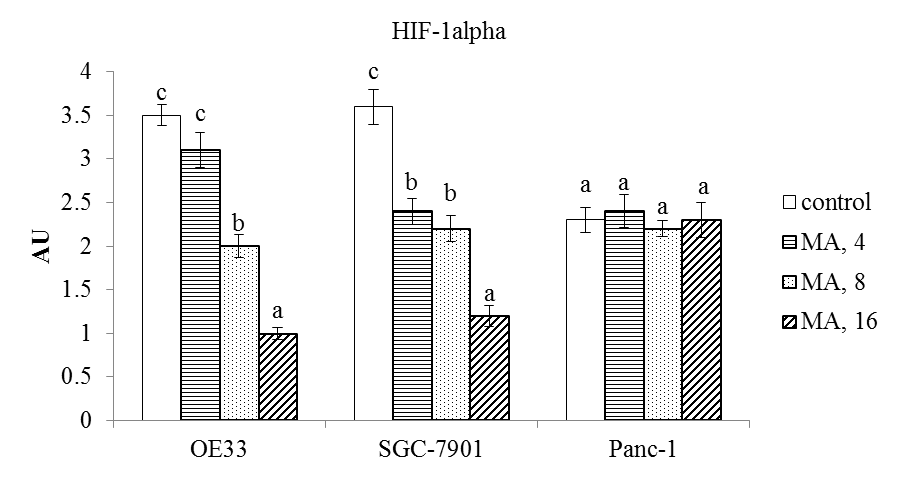 HIF-1alpha
AU
4
3.5
3
2.5
2
1.5
1
0.5
0
c
c
b
a
c
b
b
a
a
a
a
a
OE33
SGC-7901
Panc-1
control
MA, 4
MA, 8
MA, 16